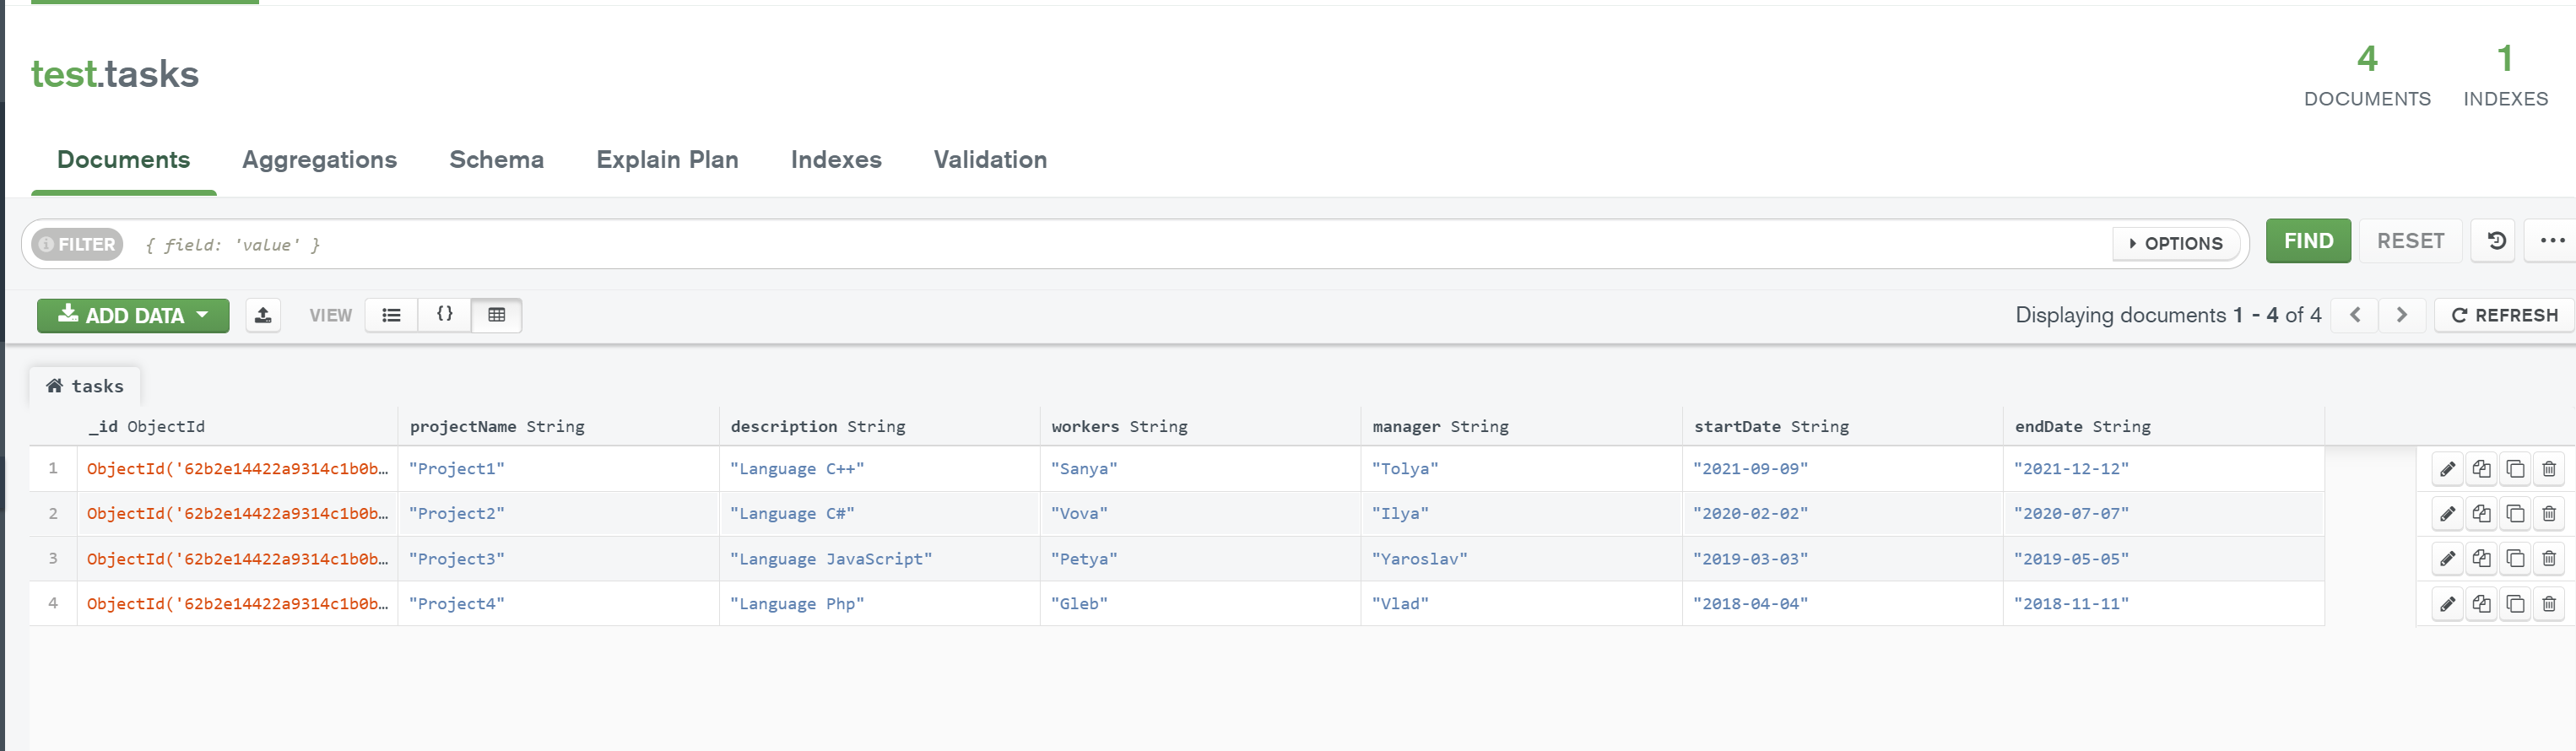 test.tasks
4 DOCUMENTS
1 INDEXES
Documents Aggregations Schema Explain Plan Indexes Validation
FILTER { field: 'value' } OPTIONS FIND RESET ...
ADD DATA VIEW {} Displaying documents 1 - 4 of 4 REFRESH
tasks
_id ObjectId projectName String description String workers String manager String startDate String endDate String
1 ObjectId('62b2e14422a9314c1b0b… "Project1" "Language C++" "Sanya" "Tolya" "2021-09-09" "2021-12-12"
2 ObjectId('62b2e14422a9314c1b0b… "Project2" "Language C#" "Vova" "Ilya" "2020-02-02" "2020-07-07"
3 ObjectId('62b2e14422a9314c1b0b… "Project3" "Language JavaScript" "Petya" "Yaroslav" "2019-03-03" "2019-05-05"
4 ObjectId('62b2e14422a9314c1b0b… "Project4" "Language Php" "Gleb" "Vlad" "2018-04-04" "2018-11-11"